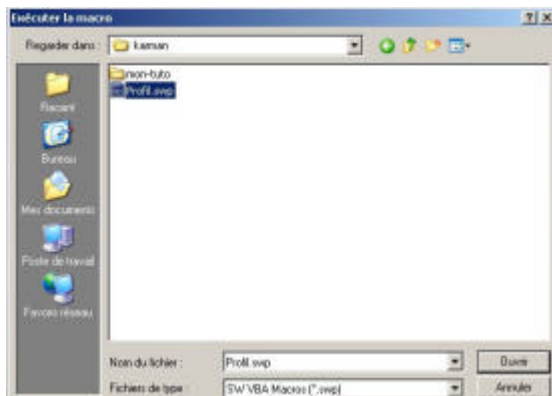 Exécuter la macro
Regarder dans : kaman
mon-tuto
Profil.swp
Recent
Bureau
Mes documents
Poste de travail
Favoris réseau
Nom du fichier : Profil.swp Ouvrir
Fichiers de type : SW VBA Macros (*.swp) Annuler